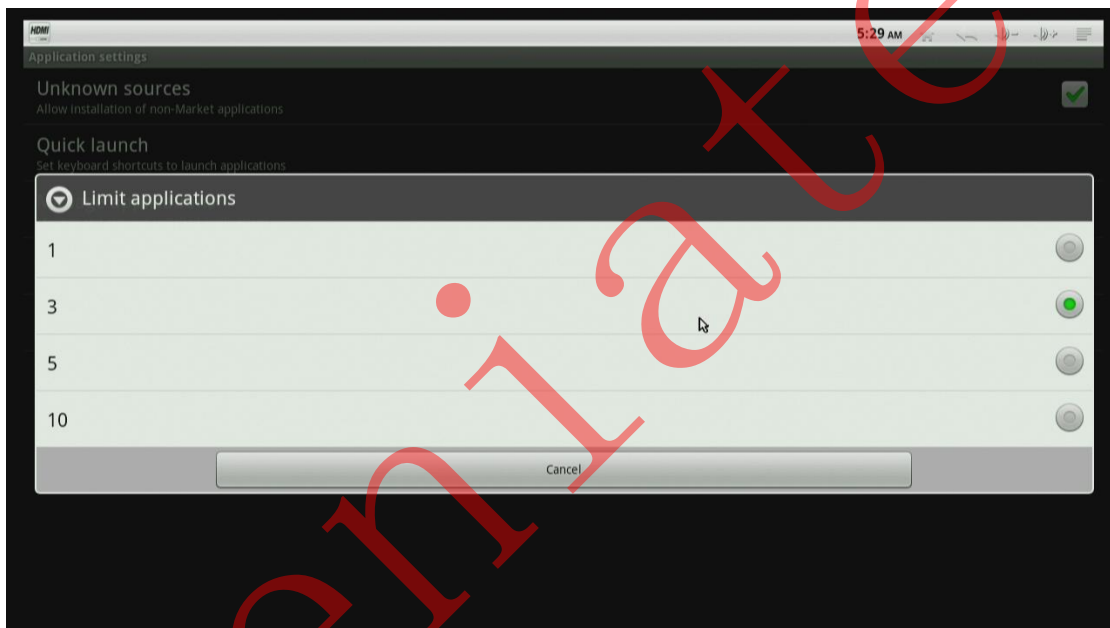 HDMI
5:29 AM
Application settings
Unknown sources
Allow installation of non-Market applications
Quick launch
Set keyboard shortcuts to launch applications
Limit applications
1
3
5
10
Cancel
eniate